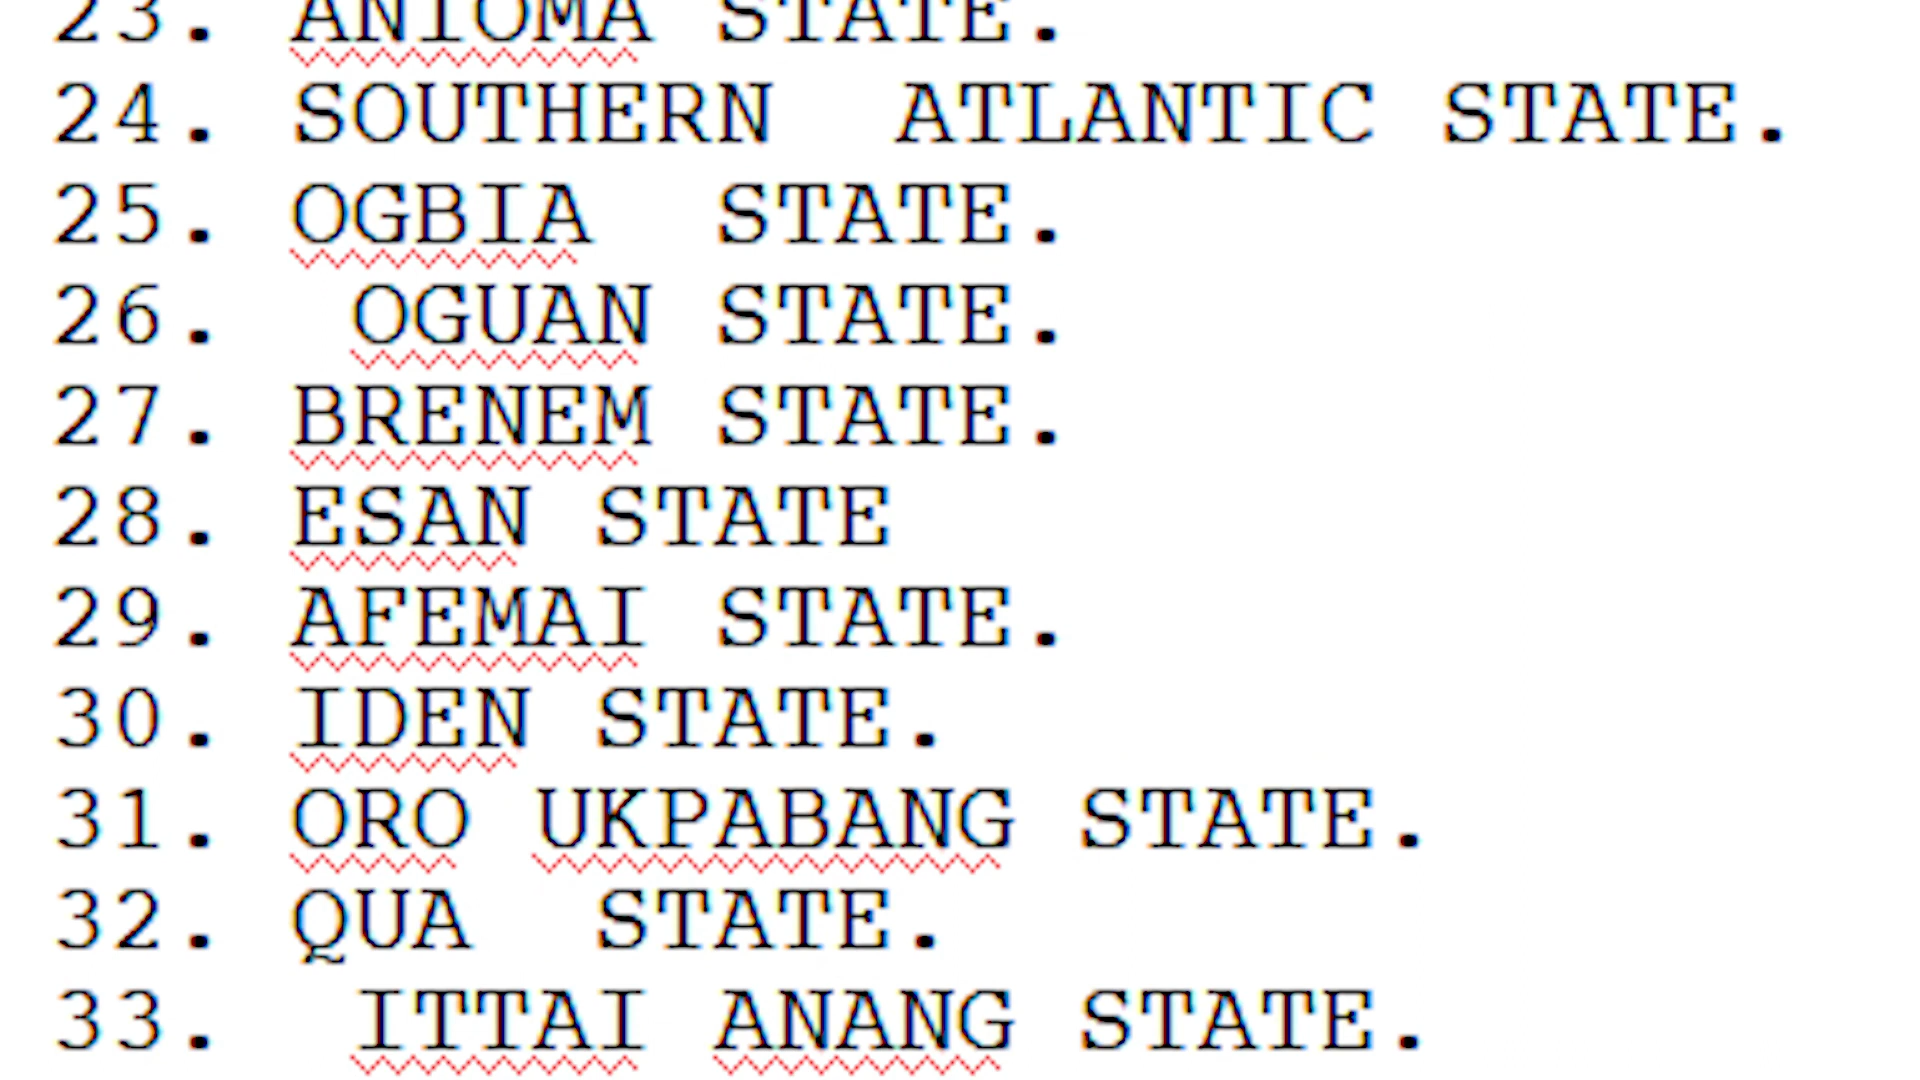 23. ANIOMA STATE.
24. SOUTHERN  ATLANTIC STATE.
25. OGBIA  STATE.
26.  OGUAN STATE.
27. BRENEM STATE.
28. ESAN STATE
29. AFEMAI STATE.
30. IDEN STATE.
31. ORO UKPABANG STATE.
32. QUA  STATE.
33.  ITTAI ANANG STATE.